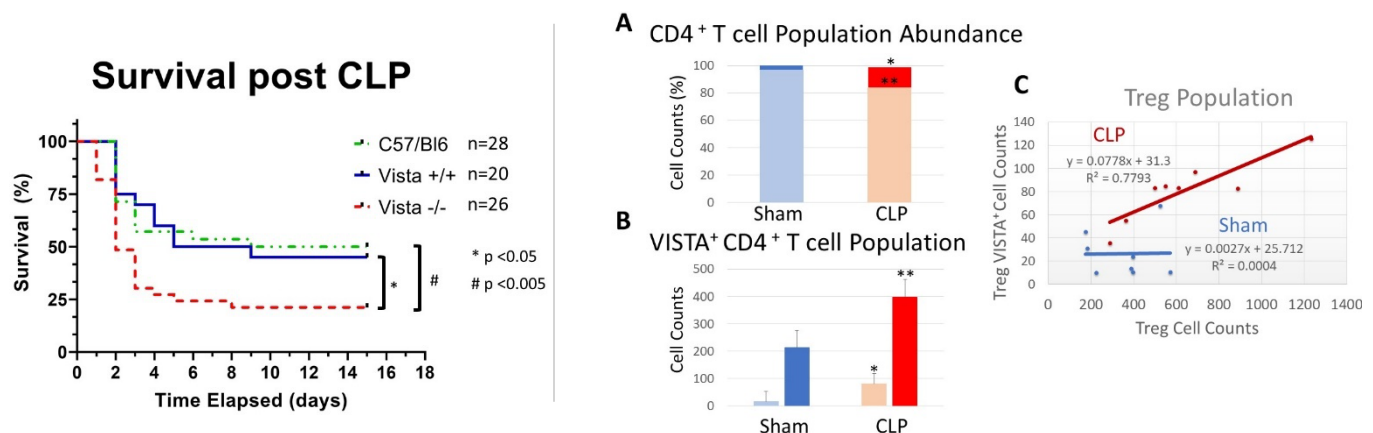 Survival post CLP
Survival (%)
100
75
50
25
0
0 2 4 6 8 10 12 14 16 18
Time Elapsed (days)
C57/Bl6 n=28
Vista +/+ n=20
Vista -/- n=26
* #
* p <0.05
# p <0.005
A CD4⁺ T cell Population Abundance
Cell Counts (%)
100
80
60
40
20
0
*
**
Sham CLP
B VISTA⁺ CD4⁺ T cell Population
Cell Counts
500
400
300
200
100
0
**
*
Sham CLP
C Treg Population
Treg VISTA⁺ Cell Counts
140
120
100
80
60
40
20
0
CLP
y = 0.0778x + 31.3
R² = 0.7793
Sham
y = 0.0027x + 25.712
R² = 0.0004
0 200 400 600 800 1000 1200 1400
Treg Cell Counts